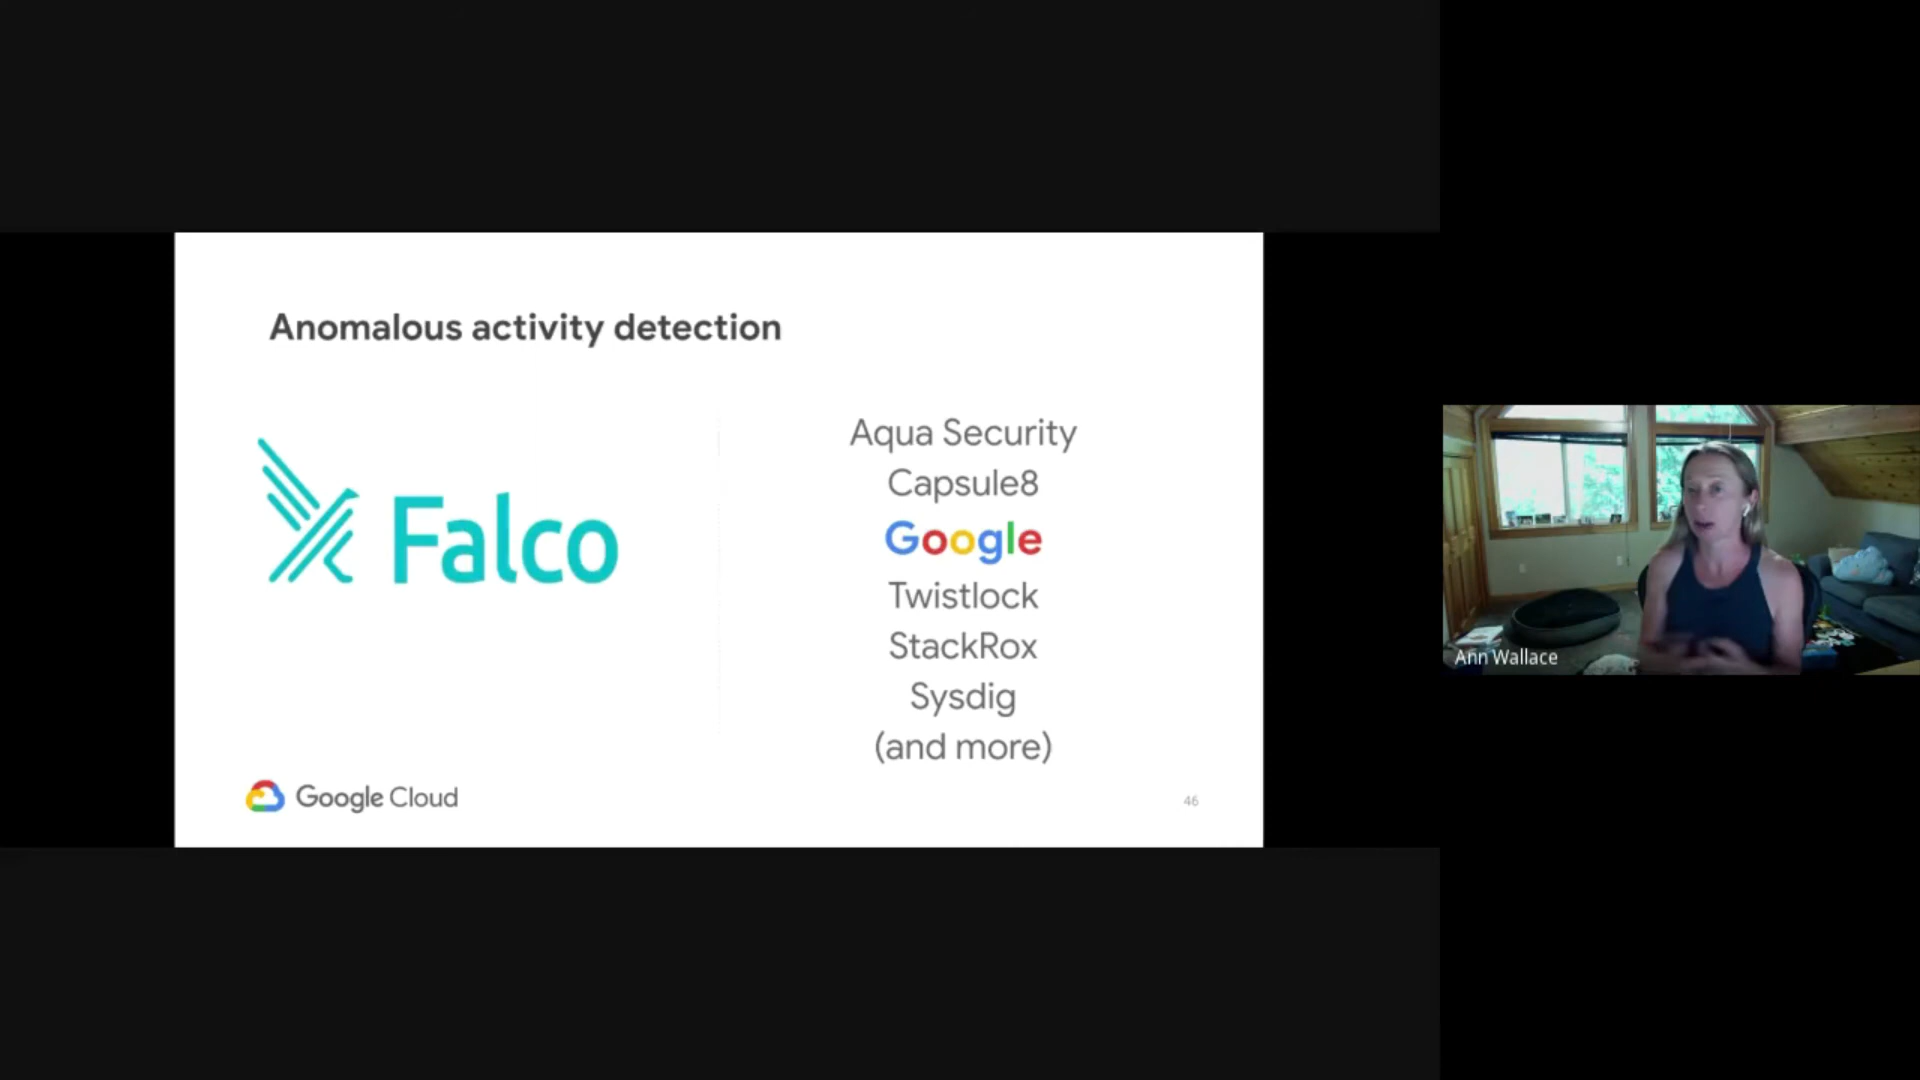 Anomalous activity detection
Falco
Aqua Security
Capsule8
Google
Twistlock
StackRox
Sysdig
(and more)
Google Cloud
46
Ann Wallace